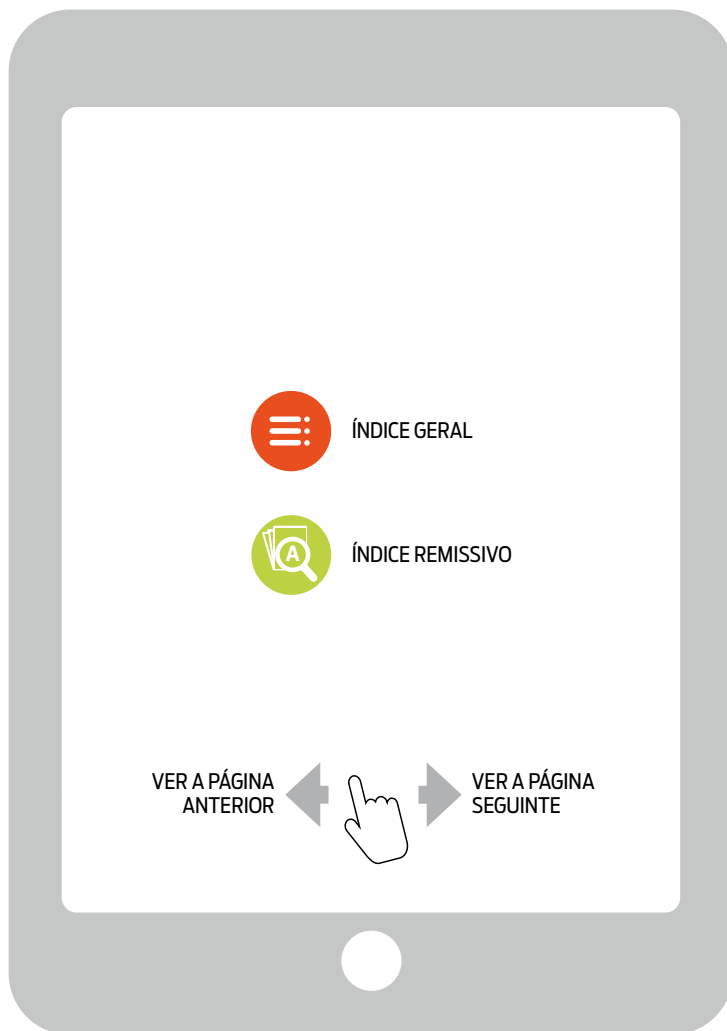 ÍNDICE GERAL
A
ÍNDICE REMISSIVO
VER A PÁGINA
ANTERIOR
VER A PÁGINA
SEGUINTE